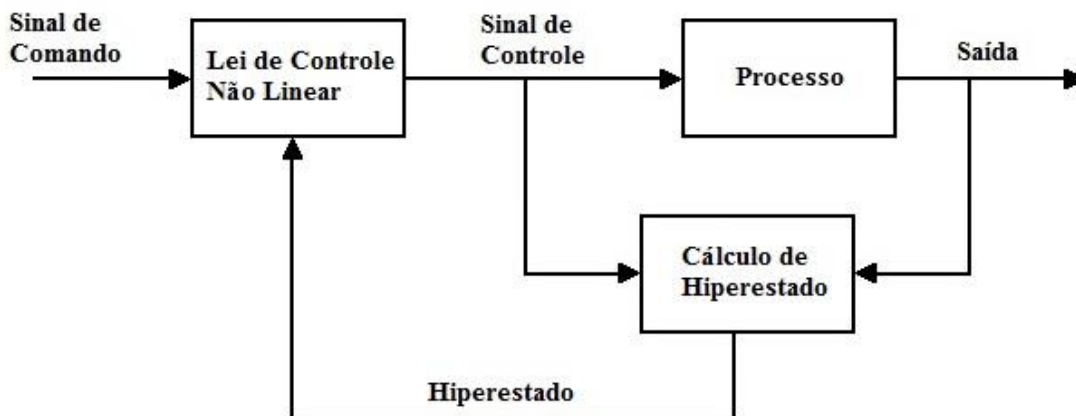 Sinal de
Comando
Lei de Controle
Não Linear
Sinal de
Controle
Processo
Saída
Cálculo de
Hiperestado
Hiperestado